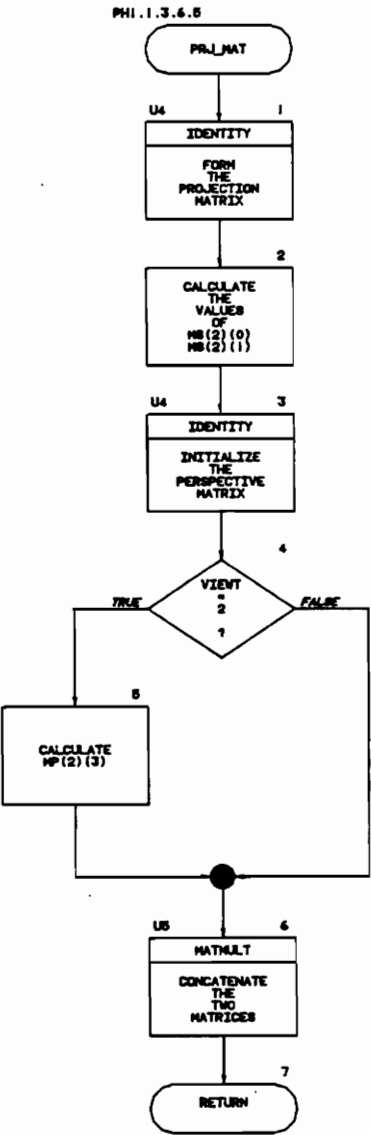 PHI.1.3.6.5
PRJ_MAT
U4 1
IDENTITY
FORM
THE
PROJECTION
MATRIX
2
CALCULATE
THE
VALUES
OF
MS(2)(0)
MS(2)(1)
U4 3
IDENTITY
INITIALIZE
THE
PERSPECTIVE
MATRIX
4
VIEWT
=
2
?
TRUE FALSE
5
CALCULATE
MP(2)(3)
U5 6
MATMULT
CONCATENATE
THE
TWO
MATRICES
7
RETURN